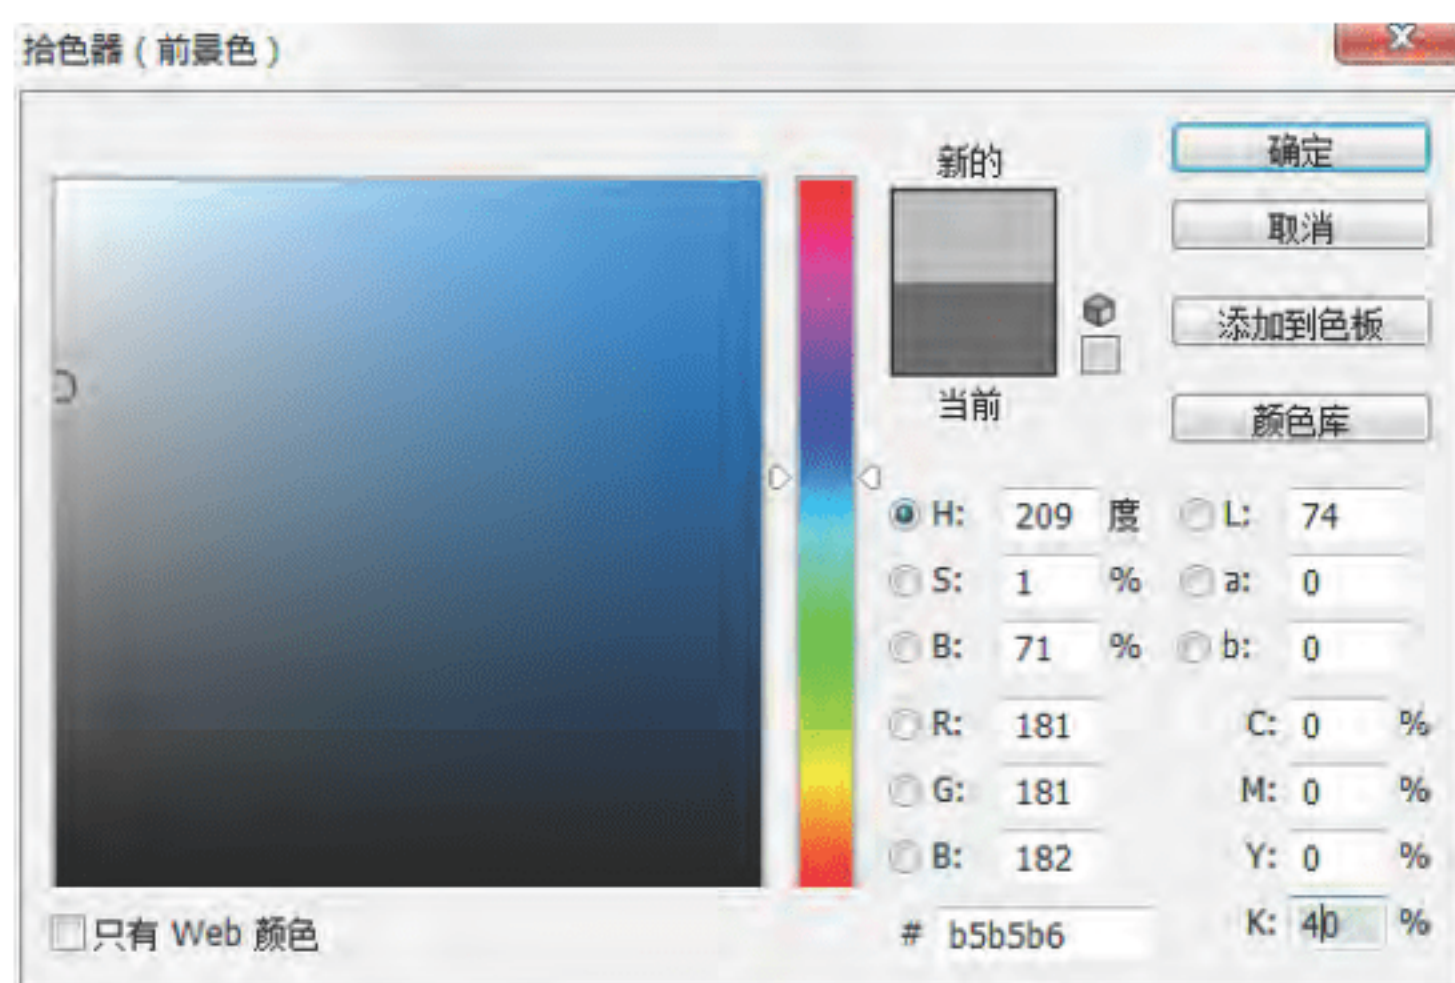 拾色器（前景色）
新的
当前
确定
取消
添加到色板
颜色库
H: 209 度
S: 1 %
B: 71 %
R: 181
G: 181
B: 182
# b5b5b6
L: 74
a: 0
b: 0
C: 0 %
M: 0 %
Y: 0 %
K: 40 %
只有 Web 颜色